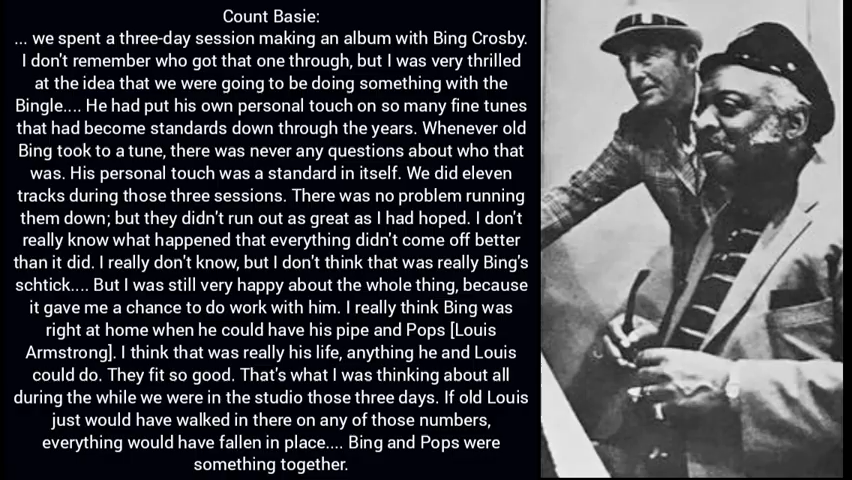 Count Basie:
... we spent a three-day session making an album with Bing Crosby.
I don't remember who got that one through, but I was very thrilled
at the idea that we were going to be doing something with the
Bingle.... He had put his own personal touch on so many fine tunes
that had become standards down through the years. Whenever old
Bing took to a tune, there was never any questions about who that
was. His personal touch was a standard in itself. We did eleven
tracks during those three sessions. There was no problem running
them down; but they didn't run out as great as I had hoped. I don't
really know what happened that everything didn't come off better
than it did. I really don't know, but I don't think that was really Bing's
schtick.... But I was still very happy about the whole thing, because
it gave me a chance to do work with him. I really think Bing was
right at home when he could have his pipe and Pops [Louis
Armstrong]. I think that was really his life, anything he and Louis
could do. They fit so good. That's what I was thinking about all
during the while we were in the studio those three days. If old Louis
just would have walked in there on any of those numbers,
everything would have fallen in place.... Bing and Pops were
something together.